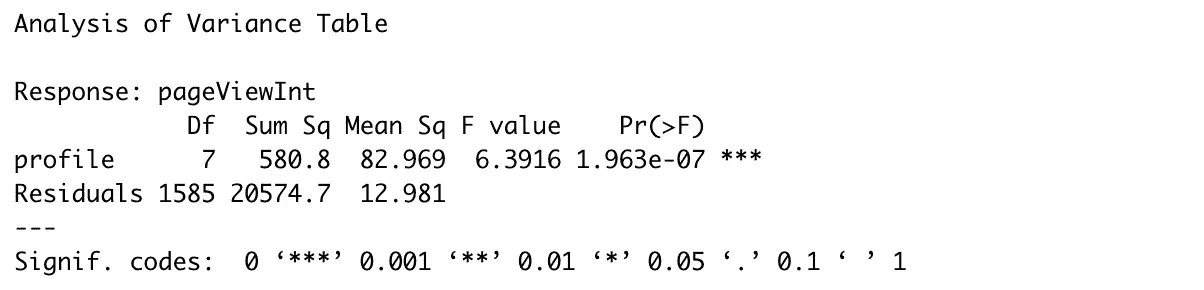 Analysis of Variance Table

Response: pageViewInt
            Df  Sum Sq Mean Sq F value    Pr(>F)
profile      7   580.8  82.969  6.3916 1.963e-07 ***
Residuals 1585 20574.7  12.981
---
Signif. codes:  0 ‘***’ 0.001 ‘**’ 0.01 ‘*’ 0.05 ‘.’ 0.1 ‘ ’ 1